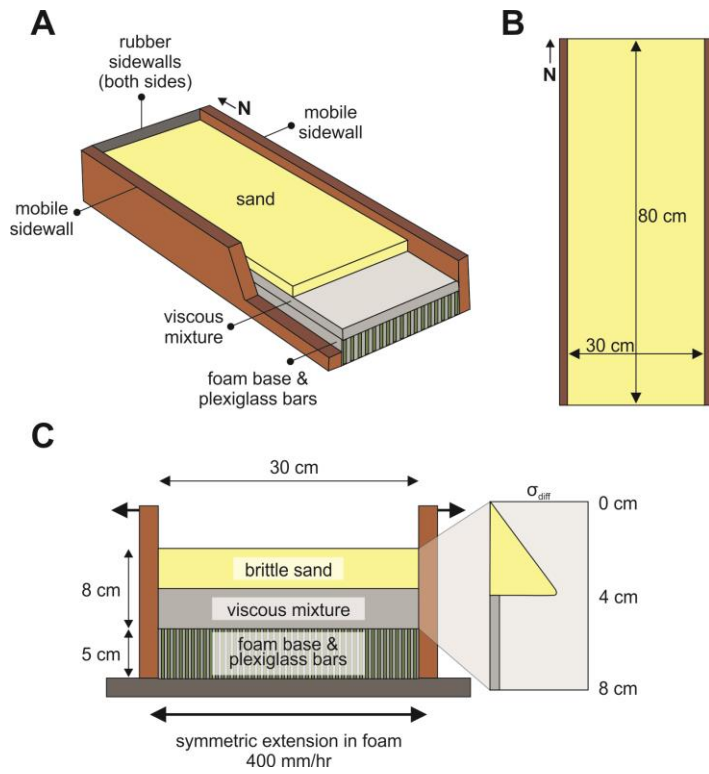 A
rubber
sidewalls
(both sides)
N
mobile
sidewall
sand
mobile
sidewall
viscous
mixture
foam base &
plexiglass bars
B
N
80 cm
30 cm
C
30 cm
σdiff
0 cm
brittle sand
8 cm
viscous mixture
4 cm
foam base &
plexiglass bars
5 cm
8 cm
symmetric extension in foam
400 mm/hr